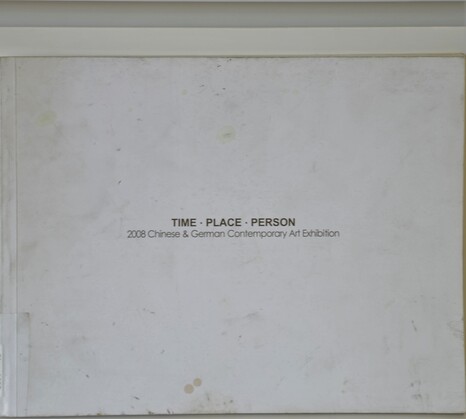 TIME · PLACE · PERSON
2008 Chinese & German Contemporary Art Exhibition